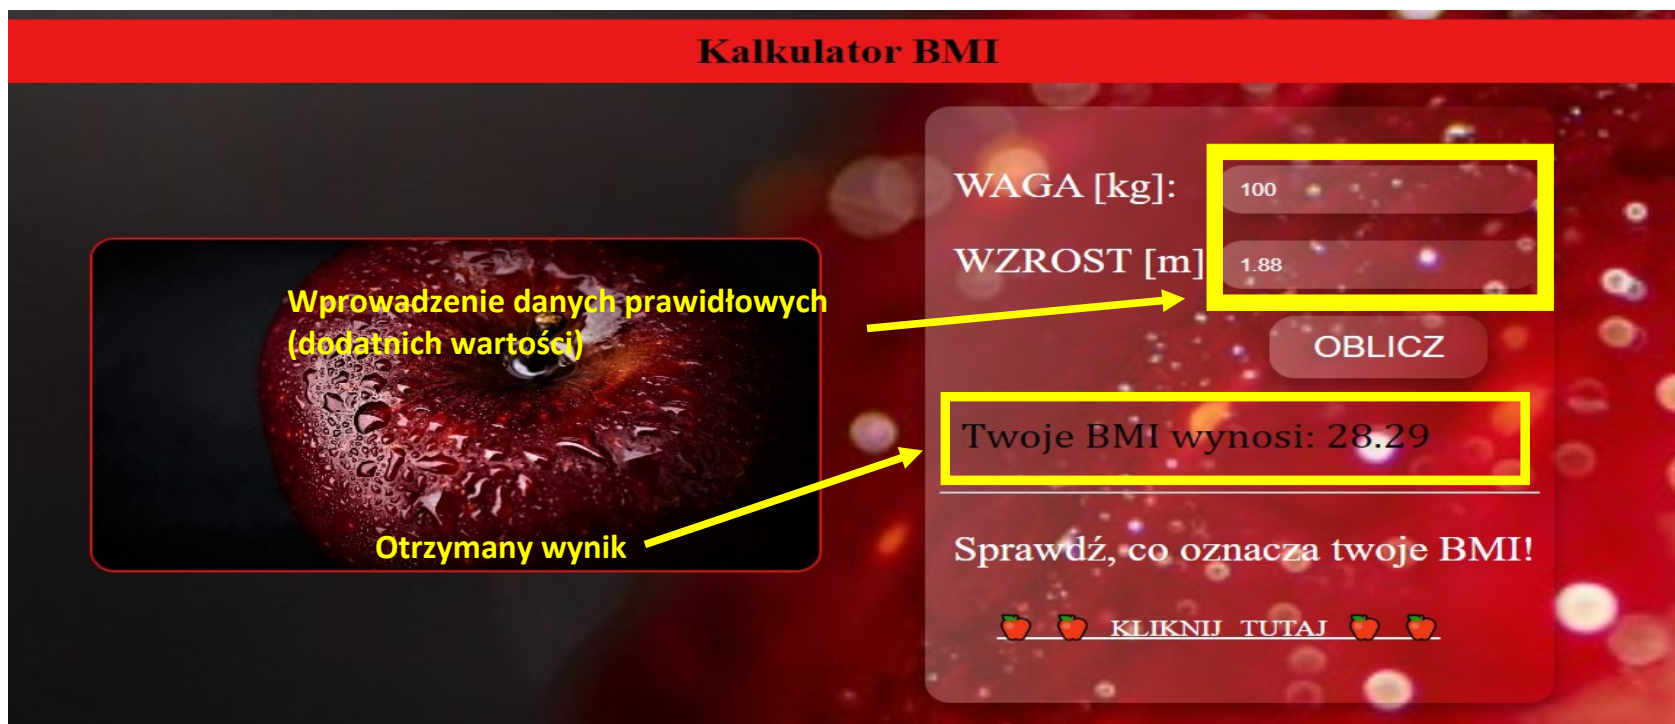 Kalkulator BMI
WAGA [kg]:
100
WZROST [m]
1.88
Wprowadzenie danych prawidłowych
(dodatnich wartości)
OBLICZ
Twoje BMI wynosi: 28.29
Otrzymany wynik
Sprawdź, co oznacza twoje BMI!
KLIKNIJ TUTAJ